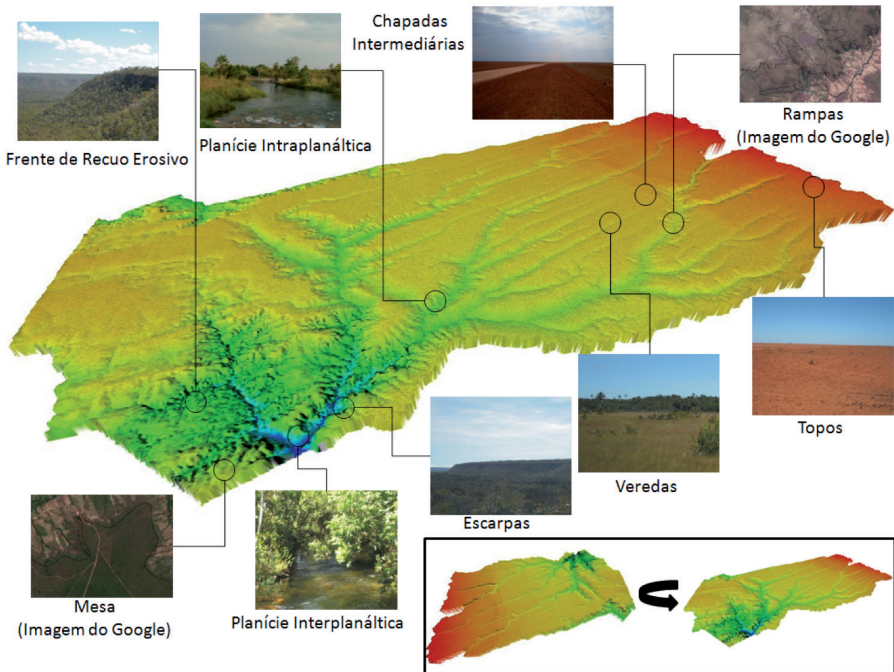 Chapadas
Intermediárias
Rampas
(Imagem do Google)
Frente de Recuo Erosivo
Planície Intraplanáltica
Topos
Veredas
Escarpas
Mesa
(Imagem do Google)
Planície Interplanáltica